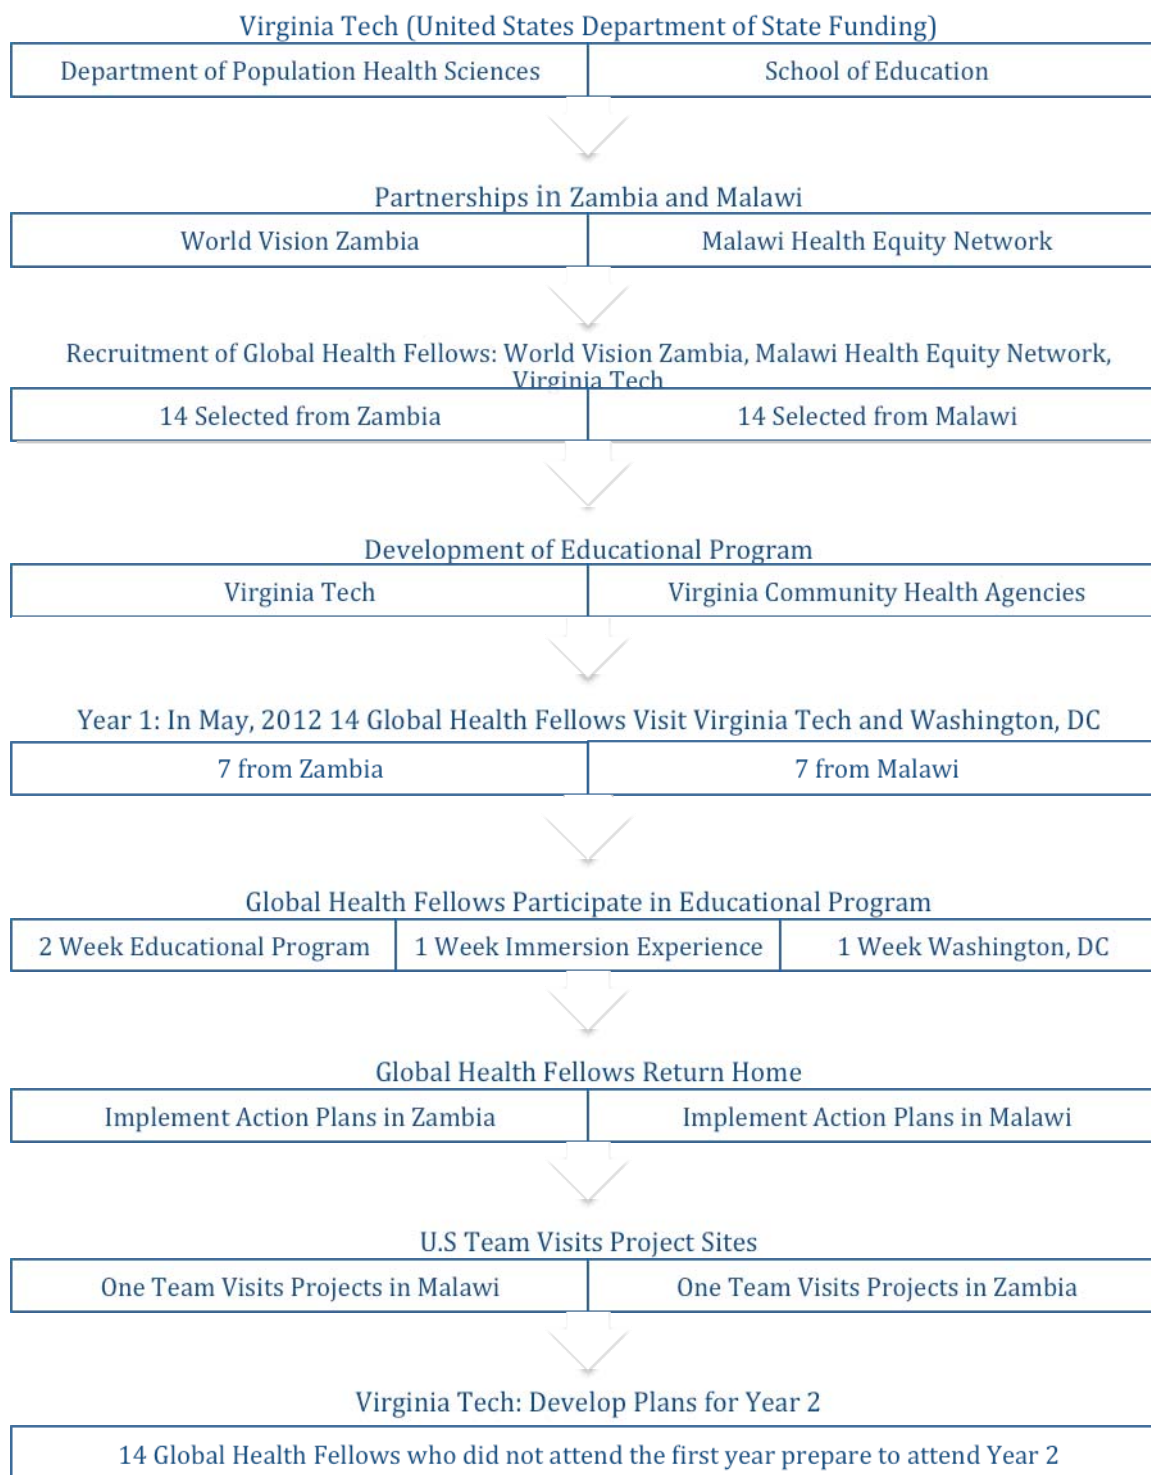 Virginia Tech (United States Department of State Funding)
Department of Population Health Sciences
School of Education
Partnerships in Zambia and Malawi
World Vision Zambia
Malawi Health Equity Network
Recruitment of Global Health Fellows: World Vision Zambia, Malawi Health Equity Network,
Virginia Tech
14 Selected from Zambia
14 Selected from Malawi
Development of Educational Program
Virginia Tech
Virginia Community Health Agencies
Year 1: In May, 2012 14 Global Health Fellows Visit Virginia Tech and Washington, DC
7 from Zambia
7 from Malawi
Global Health Fellows Participate in Educational Program
2 Week Educational Program
1 Week Immersion Experience
1 Week Washington, DC
Global Health Fellows Return Home
Implement Action Plans in Zambia
Implement Action Plans in Malawi
U.S Team Visits Project Sites
One Team Visits Projects in Malawi
One Team Visits Projects in Zambia
Virginia Tech: Develop Plans for Year 2
14 Global Health Fellows who did not attend the first year prepare to attend Year 2